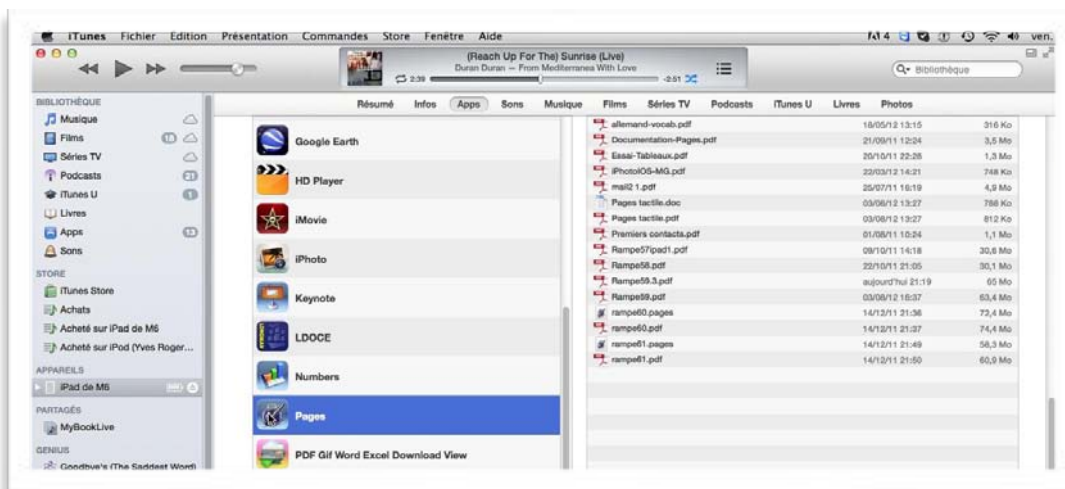 iTunes Fichier Edition Présentation Commandes Store Fenêtre Aide 4 ven.
(Reach Up For The) Sunrise (Live)
Duran Duran — From Mediterranea With Love
2:39 -2:51
Bibliothèque
Résumé Infos Apps Sons Musique Films Séries TV Podcasts iTunes U Livres Photos
BIBLIOTHÈQUE
Musique
Films
Séries TV
Podcasts 21
iTunes U 1
Livres
Apps 13
Sons
STORE
iTunes Store
Achats
Acheté sur iPad de M6
Acheté sur iPod (Yves Roger...
APPAREILS
iPad de M6
PARTAGÉS
MyBookLive
GENIUS
Goodbye's (The Saddest Word)
Google Earth
HD Player
iMovie
iPhoto
Keynote
LDOCE
Numbers
Pages
PDF Gif Word Excel Download View
allemand-vocab.pdf 18/05/12 13:15 316 Ko
Documentation-Pages.pdf 21/09/11 12:24 3,5 Mo
Essai-Tableaux.pdf 20/10/11 22:26 1,3 Mo
iPhotoIOS-MG.pdf 22/03/12 14:21 748 Ko
mail2 1.pdf 25/07/11 16:19 4,9 Mo
Pages tactile.doc 03/06/12 13:27 786 Ko
Pages tactile.pdf 03/06/12 13:27 812 Ko
Premiers contacts.pdf 01/08/11 10:24 1,1 Mo
Rampe57ipad1.pdf 09/10/11 14:18 30,6 Mo
Rampe58.pdf 22/10/11 21:05 30,1 Mo
Rampe59.3.pdf aujourd'hui 21:19 65 Mo
Rampe59.pdf 03/06/12 16:37 63,4 Mo
rampe60.pages 14/12/11 21:36 72,4 Mo
rampe60.pdf 14/12/11 21:37 74,4 Mo
rampe61.pages 14/12/11 21:49 58,3 Mo
rampe61.pdf 14/12/11 21:50 60,9 Mo